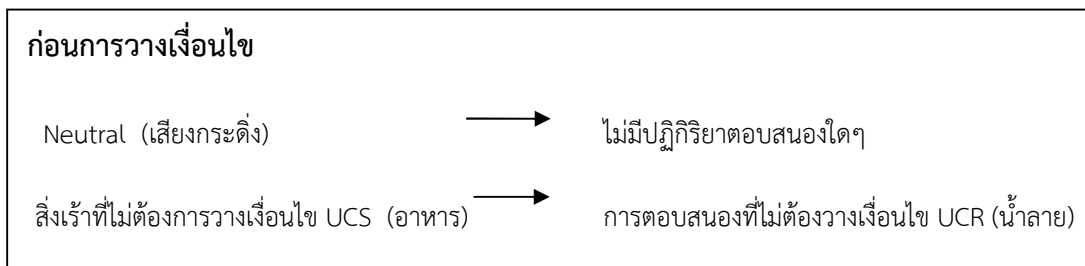 ก่อนการวางเงื่อนไข
Neutral (เสียงกระดิ่ง) ไม่มีปฏิกิริยาตอบสนองใดๆ
สิ่งเร้าที่ไม่ต้องการวางเงื่อนไข UCS (อาหาร) การตอบสนองที่ไม่ต้องวางเงื่อนไข UCR (น้ำลาย)